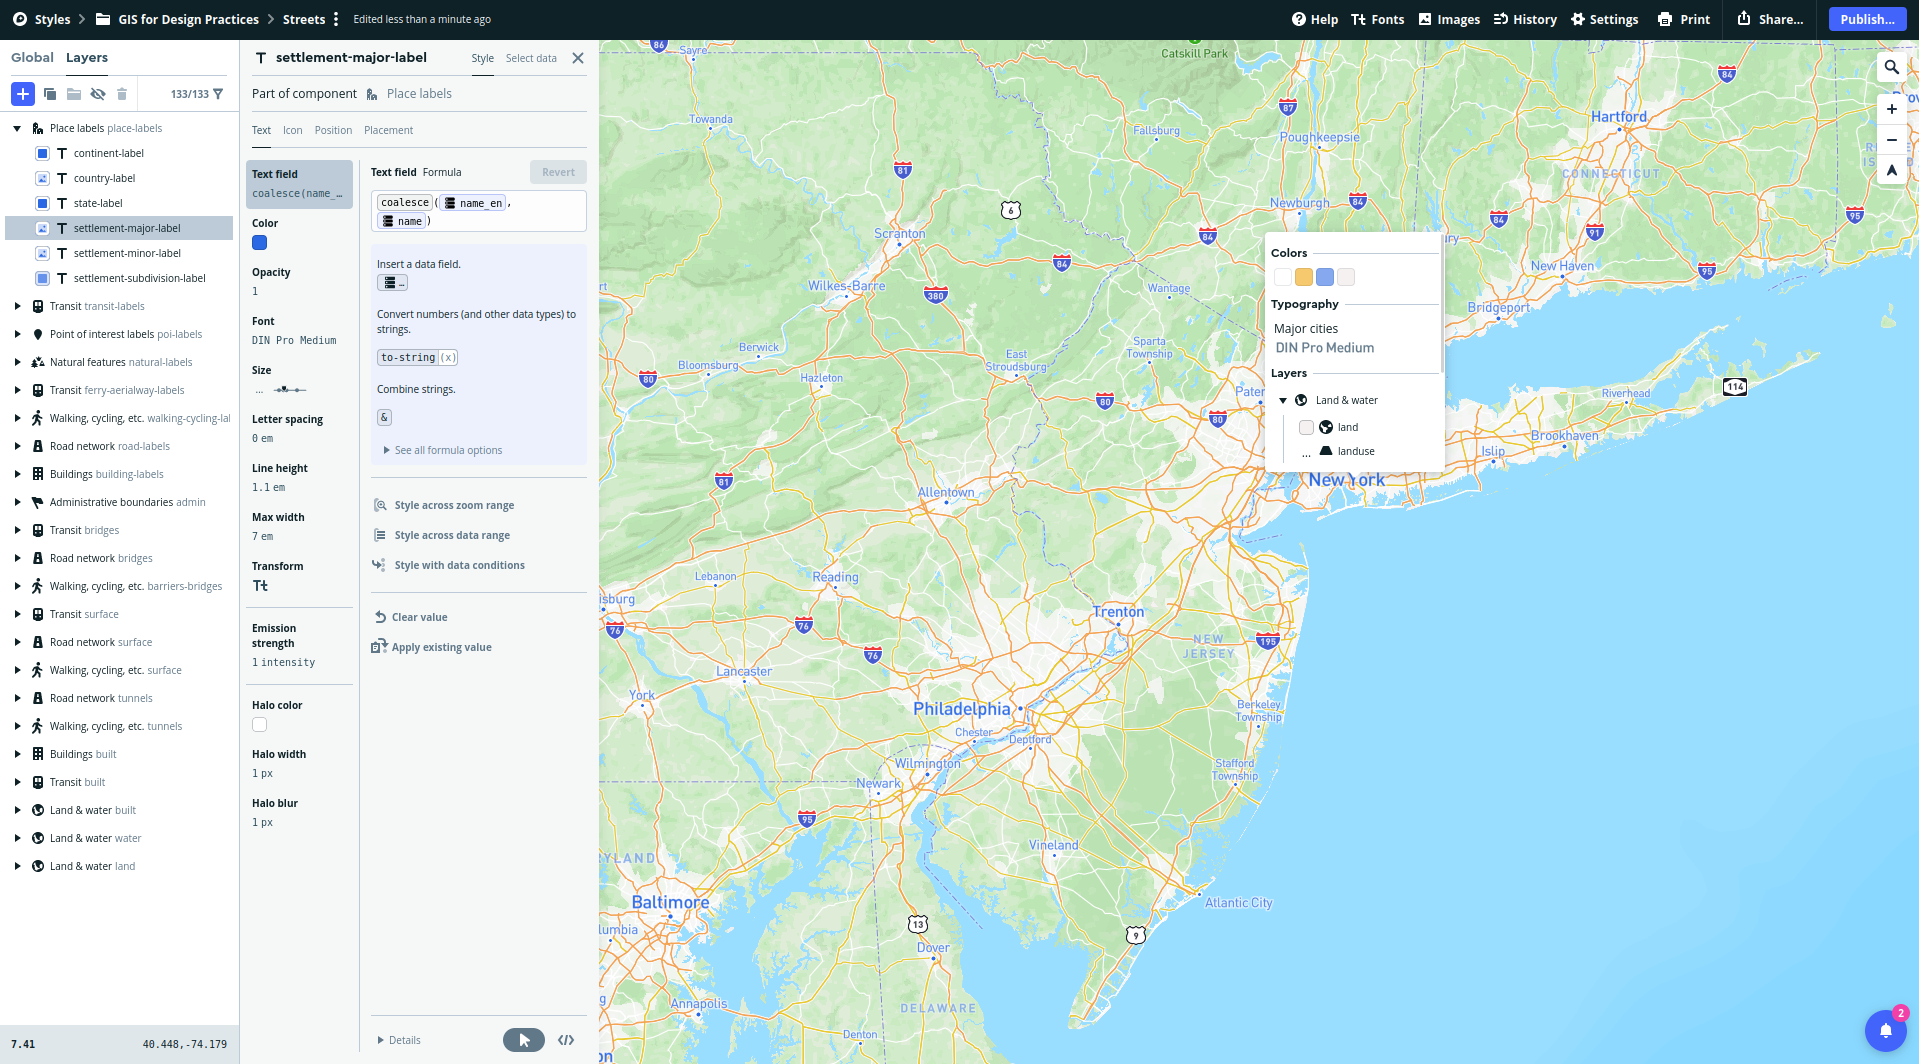 Styles
GIS for Design Practices
Streets
Edited less than a minute ago
Help
Fonts
Images
History
Settings
Print
Share...
Publish...
Global
Layers
133/133
Place labels place-labels
continent-label
country-label
state-label
settlement-major-label
settlement-minor-label
settlement-subdivision-label
Transit transit-labels
Point of interest labels poi-labels
Natural features natural-labels
Transit ferry-aerialway-labels
Walking, cycling, etc. walking-cycling-lal
Road network road-labels
Buildings building-labels
Administrative boundaries admin
Transit bridges
Road network bridges
Walking, cycling, etc. barriers-bridges
Transit surface
Road network surface
Walking, cycling, etc. surface
Road network tunnels
Walking, cycling, etc. tunnels
Buildings built
Transit built
Land & water built
Land & water water
Land & water land
7.41
40.448,-74.179
settlement-major-label
Style
Select data
Part of component
Place labels
Text
Icon
Position
Placement
Text field
coalesce(name_…
Color
Opacity
1
Font
DIN Pro Medium
Size
...
Letter spacing
0 em
Line height
1.1 em
Max width
7 em
Transform
Tt
Emission
strength
1 intensity
Halo color
Halo width
1 px
Halo blur
1 px
Text field
Formula
Revert
coalesce ( name_en ,
name )
Insert a data field.
…
Convert numbers (and other data types) to
strings.
to-string (x)
Combine strings.
&
See all formula options
Style across zoom range
Style across data range
Style with data conditions
Clear value
Apply existing value
Details
</>
86
Sayre
Catskill Park
84
Towanda
87
Fallsburg
Poughkeepsie
Hartford
81
CONNECTICUT
6
Newburgh
84
84
91
95
Scranton
84
84
Wilkes-Barre
380
Wantage
New Haven
95
Bridgeport
Berwick
Bloomsburg
Hazleton
East
Stroudsburg
Sparta
Township
80
80
80
114
Riverhead
Brookhaven
Islip
New York
81
Allentown
Lebanon
Reading
isburg
76
76
76
Trenton
NEW
JERSEY
195
Lancaster
York
Philadelphia
Berkeley
Township
Chester
Deptford
Wilmington
Newark
Stafford
Township
95
Vineland
RYLAND
Baltimore
Atlantic City
lumbia
13
9
Dover
Annapolis
DELAWARE
Denton
on
Colors
Typography
Major cities
DIN Pro Medium
Layers
Land & water
land
...
landuse
+
−
2